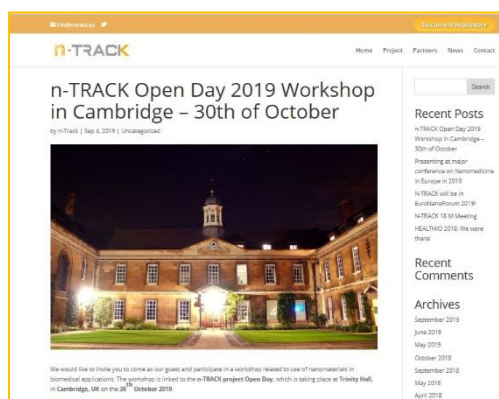 info@n-track.eu
Document Repository
n-TRACK
Home Project Partners News Contact
n-TRACK Open Day 2019 Workshop
in Cambridge – 30th of October
by n-Track | Sep 4, 2019 | Uncategorized
We would like to invite you to come as our guest and participate in a workshop related to use of nanomaterials in
biomedical applications. The workshop is linked to the n-TRACK project Open Day, which is taking place at Trinity Hall,
in Cambridge, UK on the 30th October 2019.
Search
Recent Posts
n-TRACK Open Day 2019
Workshop in Cambridge –
30th of October
Presenting at major
conference on Nanomedicine
in Europe in 2019
N-TRACK will be in
EuroNanoForum 2019!
N-TRACK 18 M Meeting
HEALTHIO 2018: We were
there!
Recent
Comments
Archives
September 2019
June 2019
May 2019
October 2018
September 2018
May 2018
April 2018